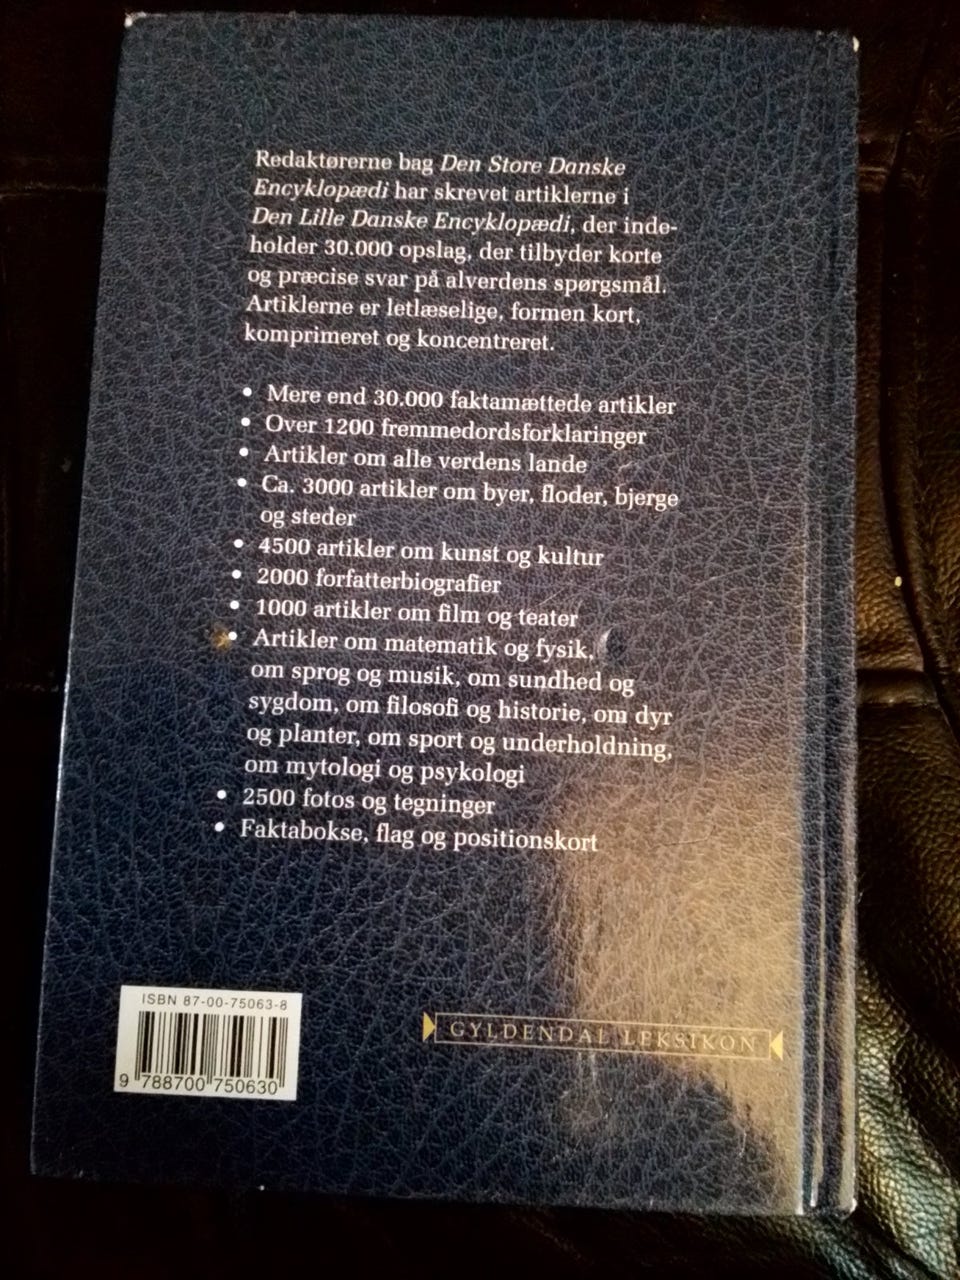 Redaktørerne bag Den Store Danske
Encyklopædi har skrevet artiklerne i
Den Lille Danske Encyklopædi, der inde-
holder 30.000 opslag, der tilbyder korte
og præcise svar på alverdens spørgsmål.
Artiklerne er letlæselige, formen kort,
komprimeret og koncentreret.
• Mere end 30.000 faktamættede artikler
• Over 1200 fremmedordsforklaringer
• Artikler om alle verdens lande
• Ca. 3000 artikler om byer, floder, bjerge
og steder
• 4500 artikler om kunst og kultur
• 2000 forfatterbiografier
• 1000 artikler om film og teater
• Artikler om matematik og fysik,
om sprog og musik, om sundhed og
sygdom, om filosofi og historie, om dyr
og planter, om sport og underholdning,
om mytologi og psykologi
• 2500 fotos og tegninger
• Faktabokse, flag og positionskort
ISBN 87-00-75063-8
9 788700 750630
GYLDENDAL LEKSIKON